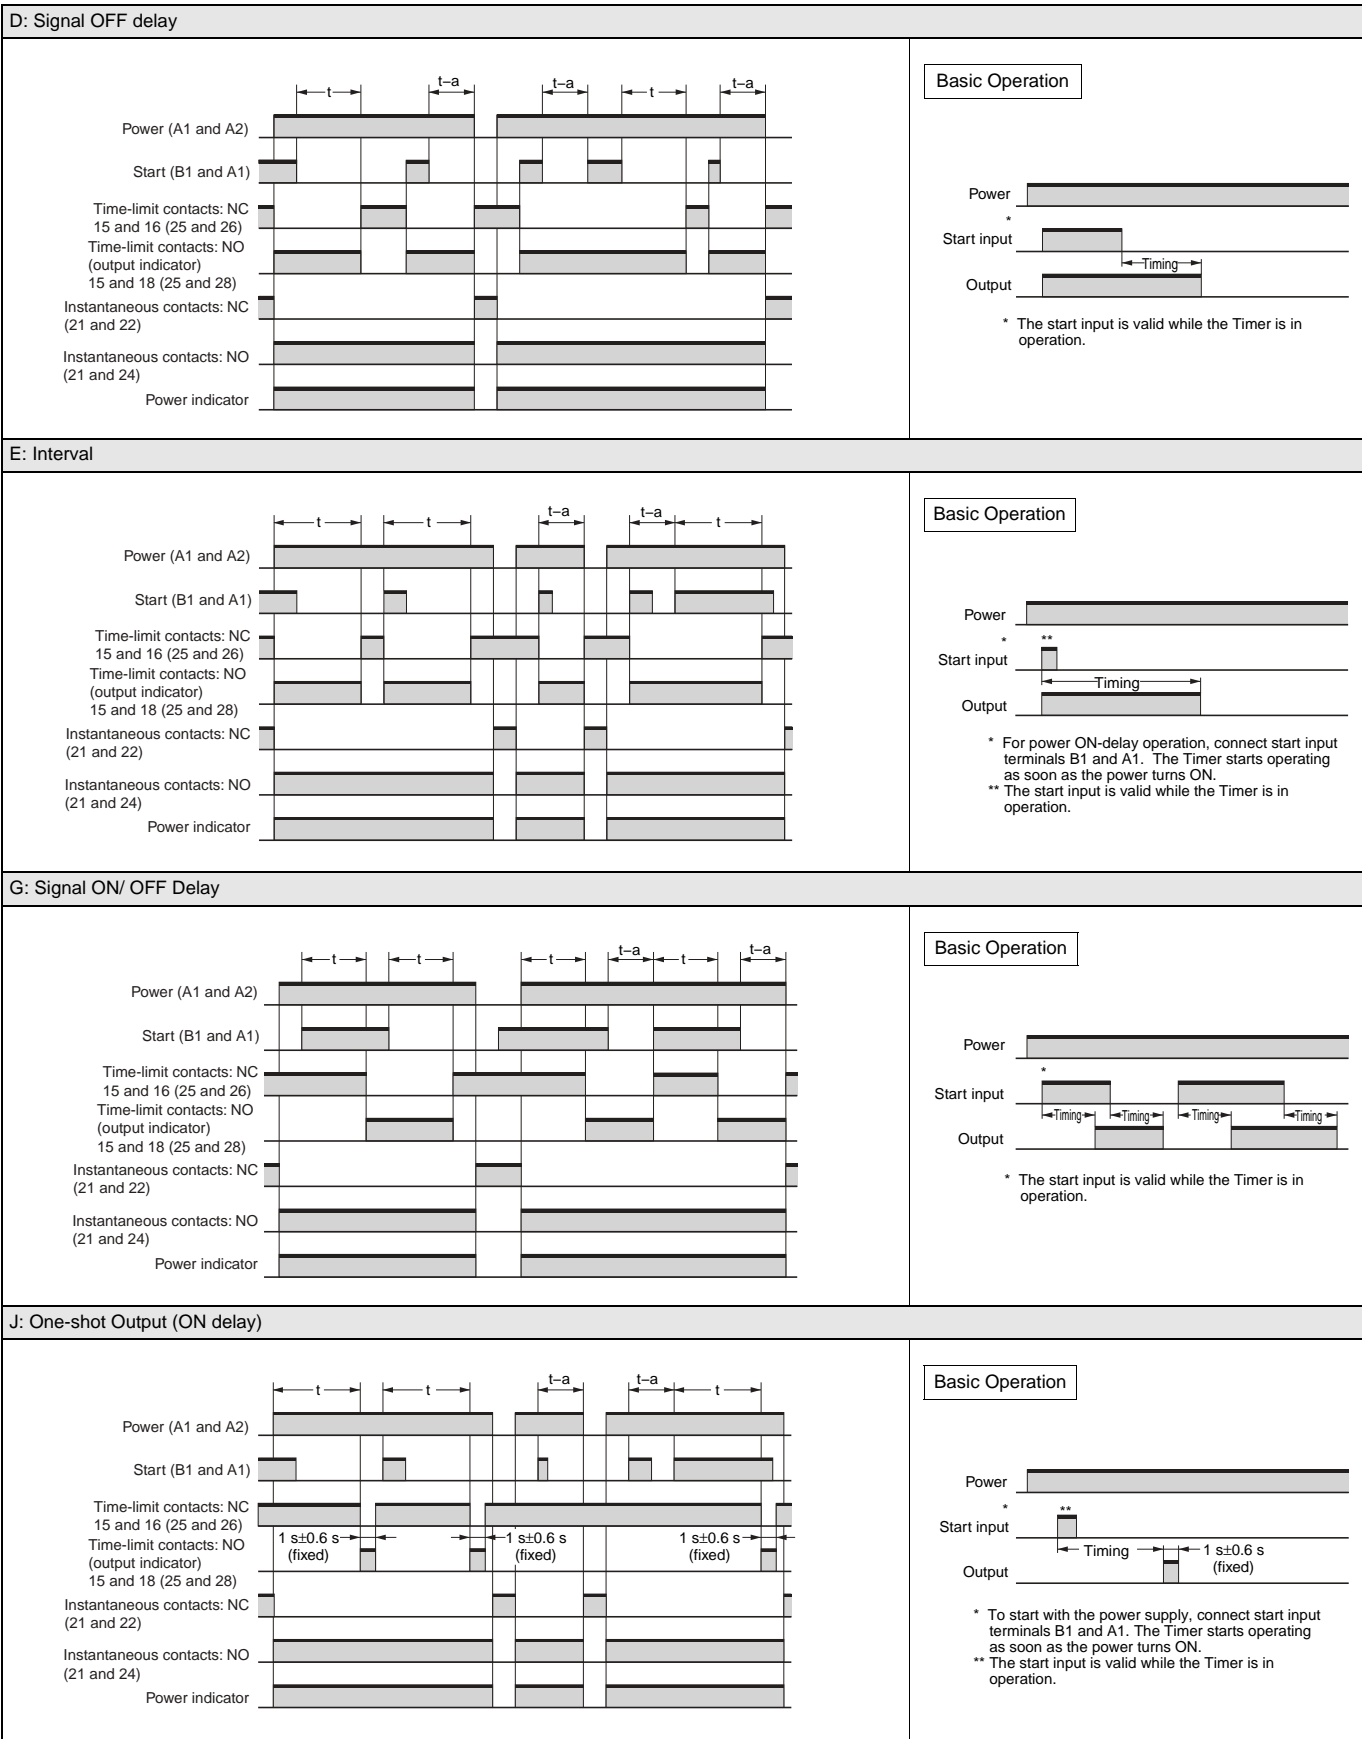 D: Signal OFF delay
t
t–a
t–a
t
t–a
Power (A1 and A2)
Start (B1 and A1)
Time-limit contacts: NC
15 and 16 (25 and 26)
Time-limit contacts: NO
(output indicator)
15 and 18 (25 and 28)
Instantaneous contacts: NC
(21 and 22)
Instantaneous contacts: NO
(21 and 24)
Power indicator
Basic Operation
Power
*
Start input
Timing
Output
* The start input is valid while the Timer is in
operation.
E: Interval
t
t
t–a
t–a
t
Power (A1 and A2)
Start (B1 and A1)
Time-limit contacts: NC
15 and 16 (25 and 26)
Time-limit contacts: NO
(output indicator)
15 and 18 (25 and 28)
Instantaneous contacts: NC
(21 and 22)
Instantaneous contacts: NO
(21 and 24)
Power indicator
Basic Operation
Power
* **
Start input
Timing
Output
* For power ON-delay operation, connect start input
terminals B1 and A1. The Timer starts operating
as soon as the power turns ON.
** The start input is valid while the Timer is in
operation.
G: Signal ON/ OFF Delay
t
t
t
t–a
t
t–a
Power (A1 and A2)
Start (B1 and A1)
Time-limit contacts: NC
15 and 16 (25 and 26)
Time-limit contacts: NO
(output indicator)
15 and 18 (25 and 28)
Instantaneous contacts: NC
(21 and 22)
Instantaneous contacts: NO
(21 and 24)
Power indicator
Basic Operation
Power
*
Start input
Timing Timing Timing Timing
Output
* The start input is valid while the Timer is in
operation.
J: One-shot Output (ON delay)
t
t
t–a
t–a
t
Power (A1 and A2)
Start (B1 and A1)
Time-limit contacts: NC
15 and 16 (25 and 26)
Time-limit contacts: NO
(output indicator)
15 and 18 (25 and 28)
1 s±0.6 s
(fixed)
1 s±0.6 s
(fixed)
1 s±0.6 s
(fixed)
Instantaneous contacts: NC
(21 and 22)
Instantaneous contacts: NO
(21 and 24)
Power indicator
Basic Operation
Power
* **
Start input
Timing
1 s±0.6 s
(fixed)
Output
* To start with the power supply, connect start input
terminals B1 and A1. The Timer starts operating
as soon as the power turns ON.
** The start input is valid while the Timer is in
operation.